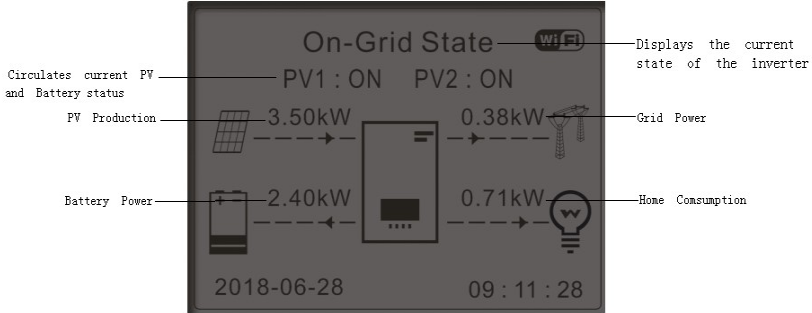 On-Grid State
WiFi
Displays the current
state of the inverter
Circulates current PV
and Battery status
PV1 : ON PV2 : ON
PV Production
3.50kW
0.38kW
Grid Power
Battery Power
2.40kW
0.71kW
Home Comsumption
2018-06-28
09 : 11 : 28